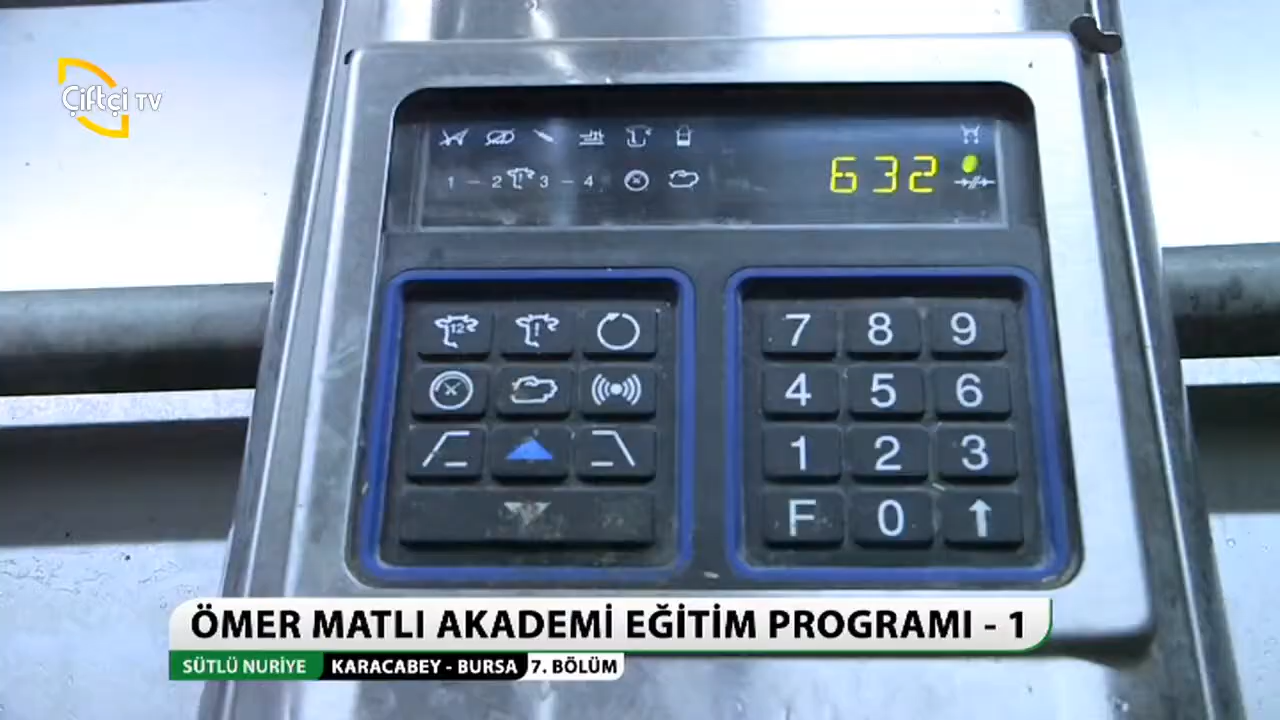 Çiftçi TV
632
1 - 2 3 - 4
12 !
7 8 9
4 5 6
1 2 3
F 0 ↑
ÖMER MATLI AKADEMİ EĞİTİM PROGRAMI - 1
SÜTLÜ NURİYE KARACABEY - BURSA 7. BÖLÜM